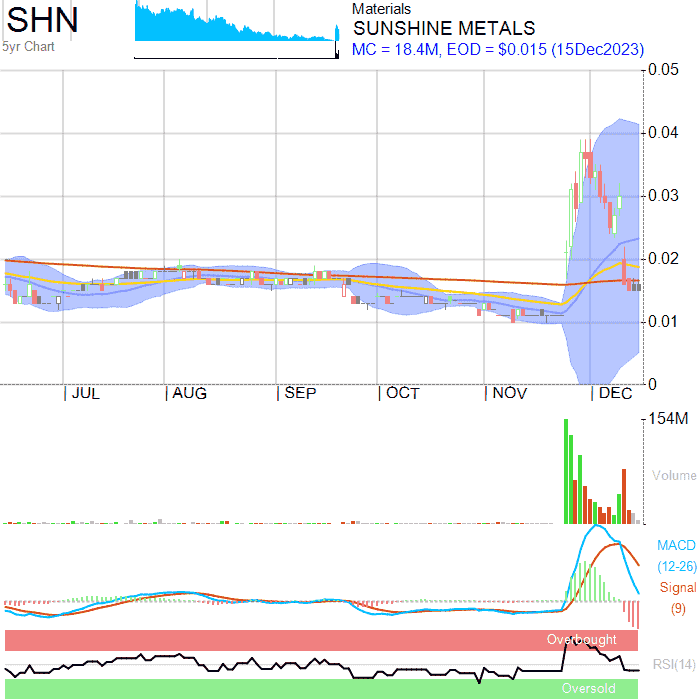 SHN
5yr Chart
Materials
SUNSHINE METALS
MC = 18.4M, EOD = $0.015 (15Dec2023)
0.05
0.04
0.03
0.02
0.01
0
JUL AUG SEP OCT NOV DEC
154M
Volume
MACD
(12-26)
Signal
(9)
Overbought
RSI(14)
Oversold